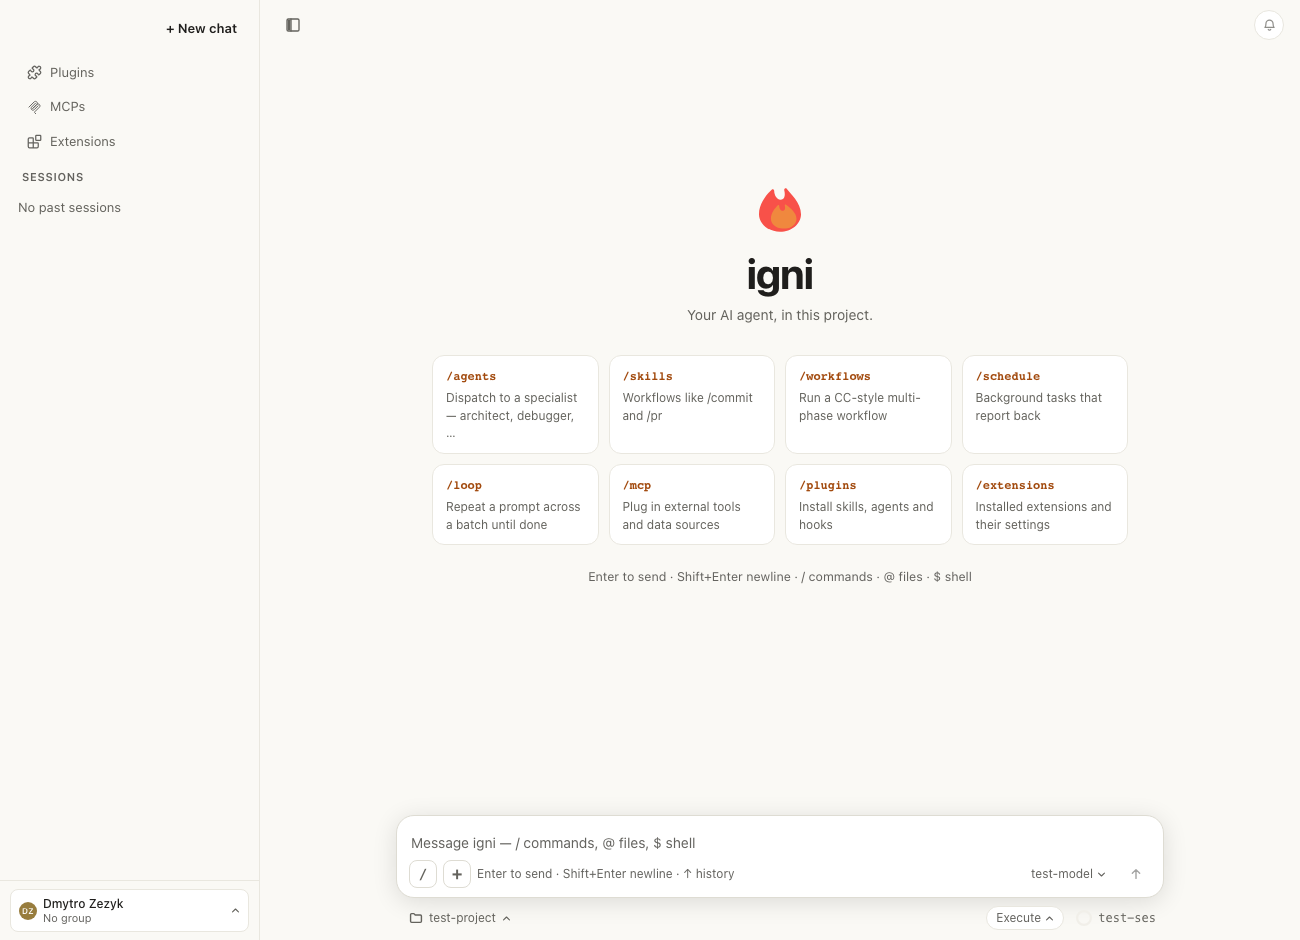 + New chat
Plugins
MCPs
Extensions
SESSIONS
No past sessions
igni
Your AI agent, in this project.
/agents
Dispatch to a specialist
— architect, debugger,
…
/skills
Workflows like /commit
and /pr
/workflows
Run a CC-style multi-
phase workflow
/schedule
Background tasks that
report back
/loop
Repeat a prompt across
a batch until done
/mcp
Plug in external tools
and data sources
/plugins
Install skills, agents and
hooks
/extensions
Installed extensions and
their settings
Enter to send · Shift+Enter newline · / commands · @ files · $ shell
Message igni — / commands, @ files, $ shell
/ + Enter to send · Shift+Enter newline · ↑ history test-model
test-project Execute test-ses
DZ Dmytro Zezyk
No group